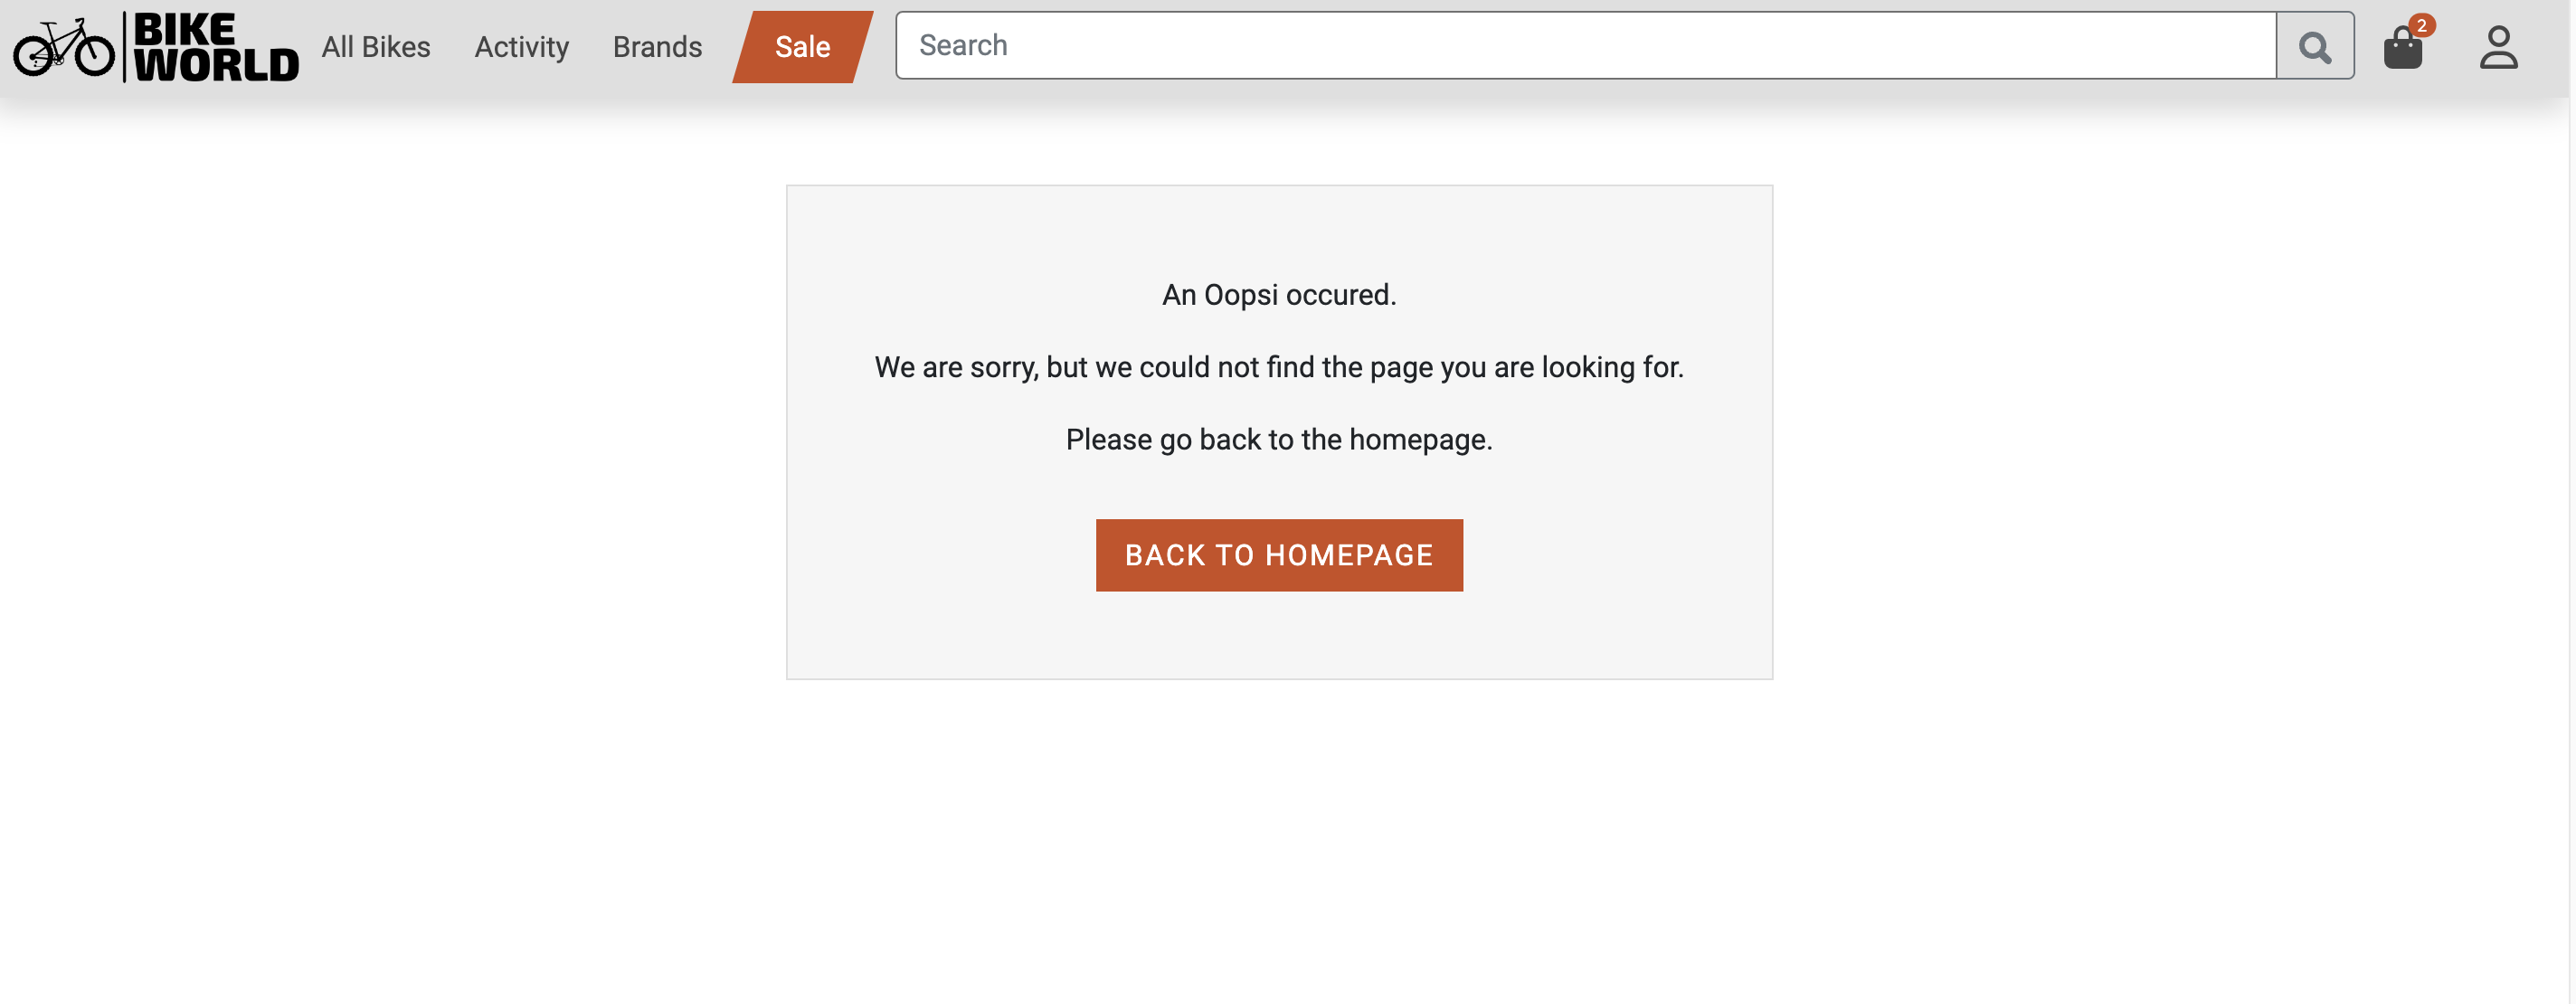 BIKE
WORLD
All Bikes
Activity
Brands
Sale
Search
2
An Oopsi occured.
We are sorry, but we could not find the page you are looking for.
Please go back to the homepage.
BACK TO HOMEPAGE